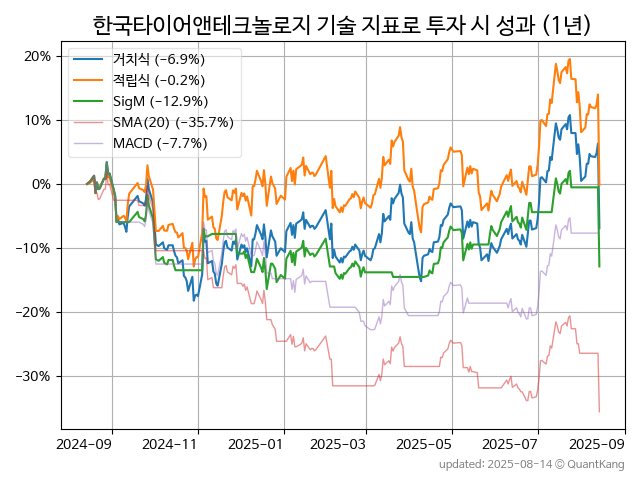 한국타이어앤테크놀로지 기술 지표로 투자 시 성과 (1년)
20%
10%
0%
−10%
−20%
−30%
거치식 (−6.9%)
적립식 (−0.2%)
SigM (−12.9%)
SMA(20) (−35.7%)
MACD (−7.7%)
2024-09
2024-11
2025-01
2025-03
2025-05
2025-07
2025-09
updated: 2025-08-14 ⓒ QuantKang